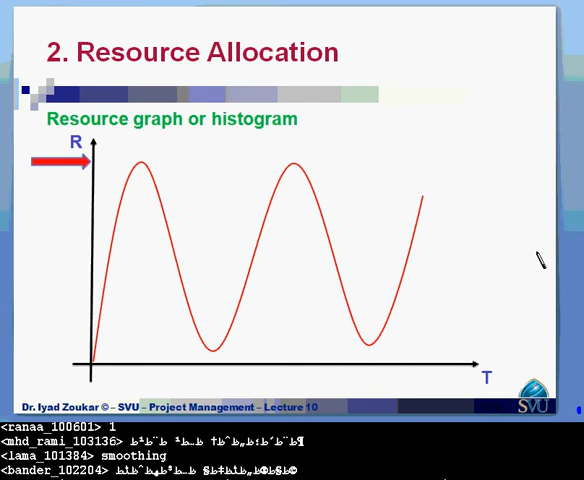 2. Resource Allocation
Resource graph or histogram
R
T
Dr. Iyad Zoukar © – SVU – Project Management – Lecture 10
SVU
<ranaa_100601> 1
<mhd_rami_103136>
<lama_101384> smoothing
<bander_102204>